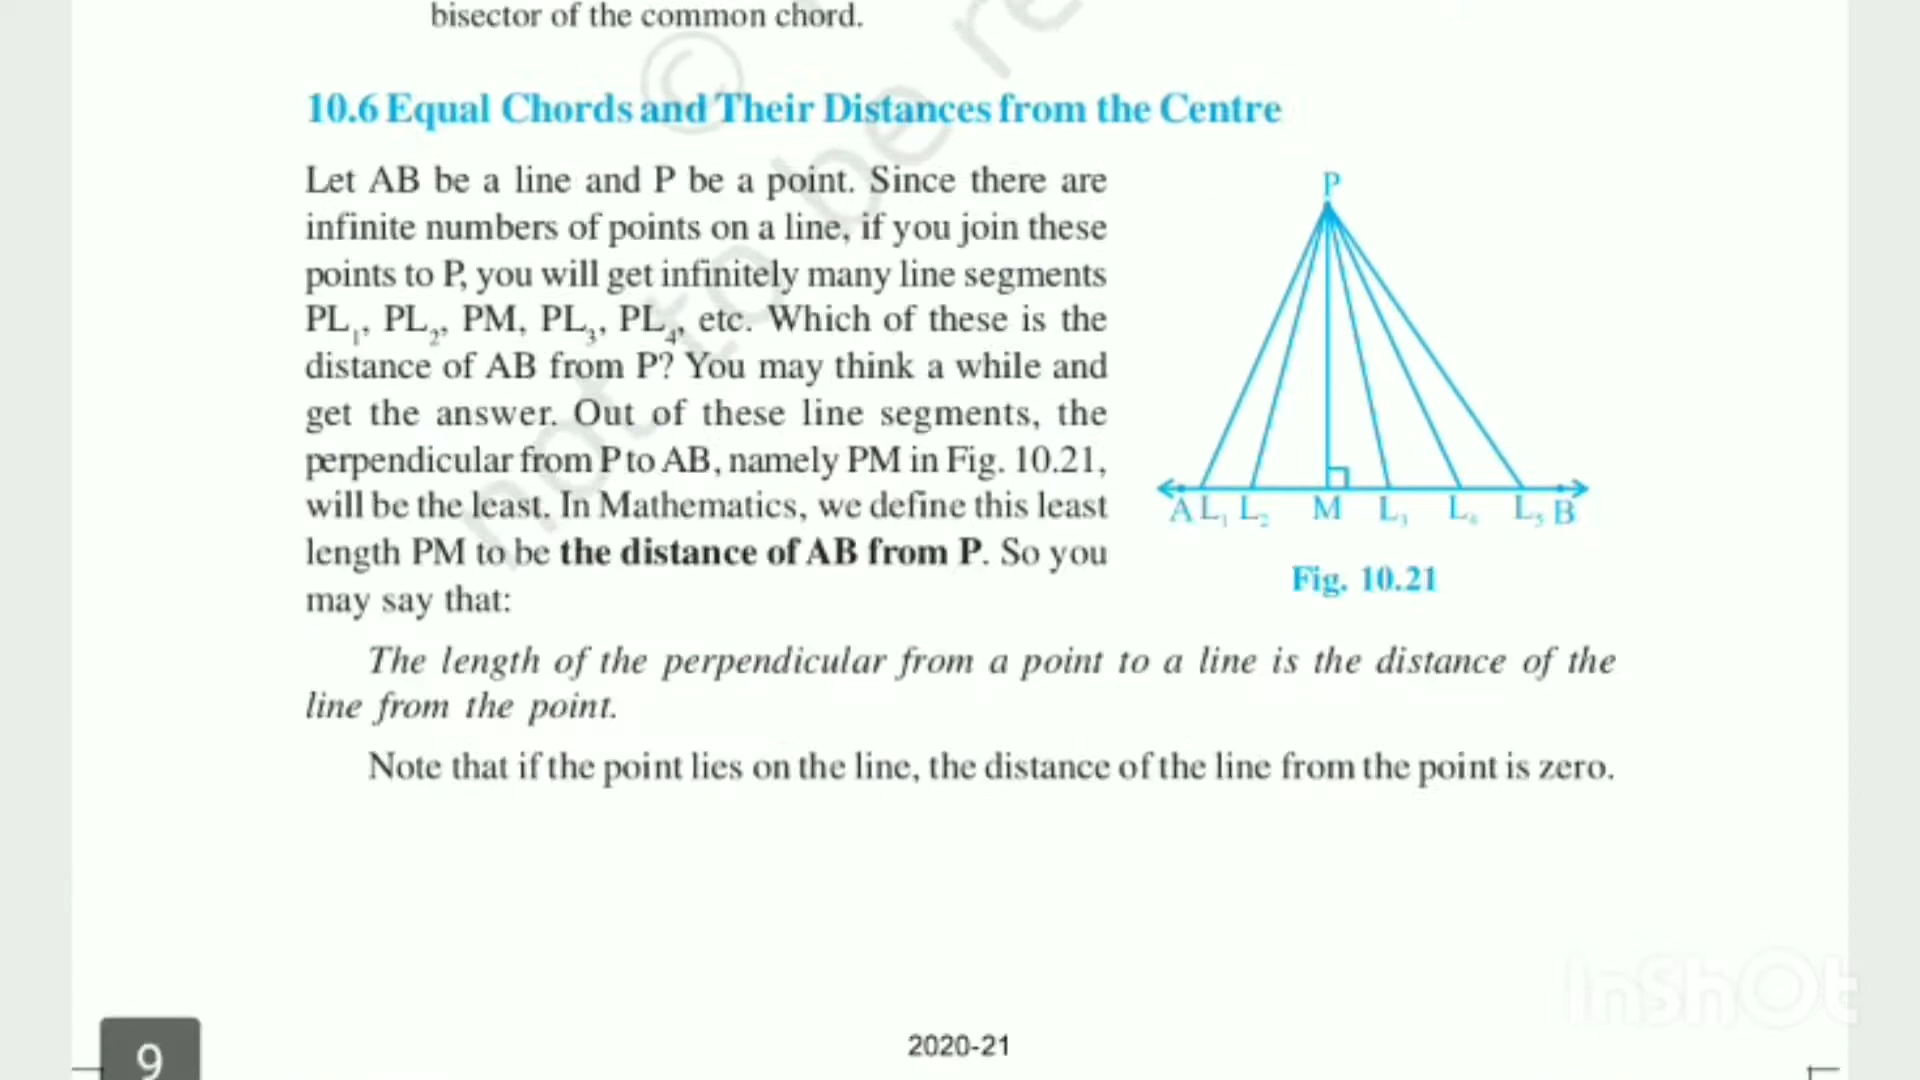 bisector of the common chord.
10.6 Equal Chords and Their Distances from the Centre
Let AB be a line and P be a point. Since there are
infinite numbers of points on a line, if you join these
points to P, you will get infinitely many line segments
PL₁, PL₂, PM, PL₃, PL₄, etc. Which of these is the
distance of AB from P? You may think a while and
get the answer. Out of these line segments, the
perpendicular from P to AB, namely PM in Fig. 10.21,
will be the least. In Mathematics, we define this least
length PM to be the distance of AB from P. So you
may say that:
P
A L₁ L₂ M L₃ L₄ L₅ B
Fig. 10.21
The length of the perpendicular from a point to a line is the distance of the
line from the point.
Note that if the point lies on the line, the distance of the line from the point is zero.
© not to be re
InShOt
9
2020-21